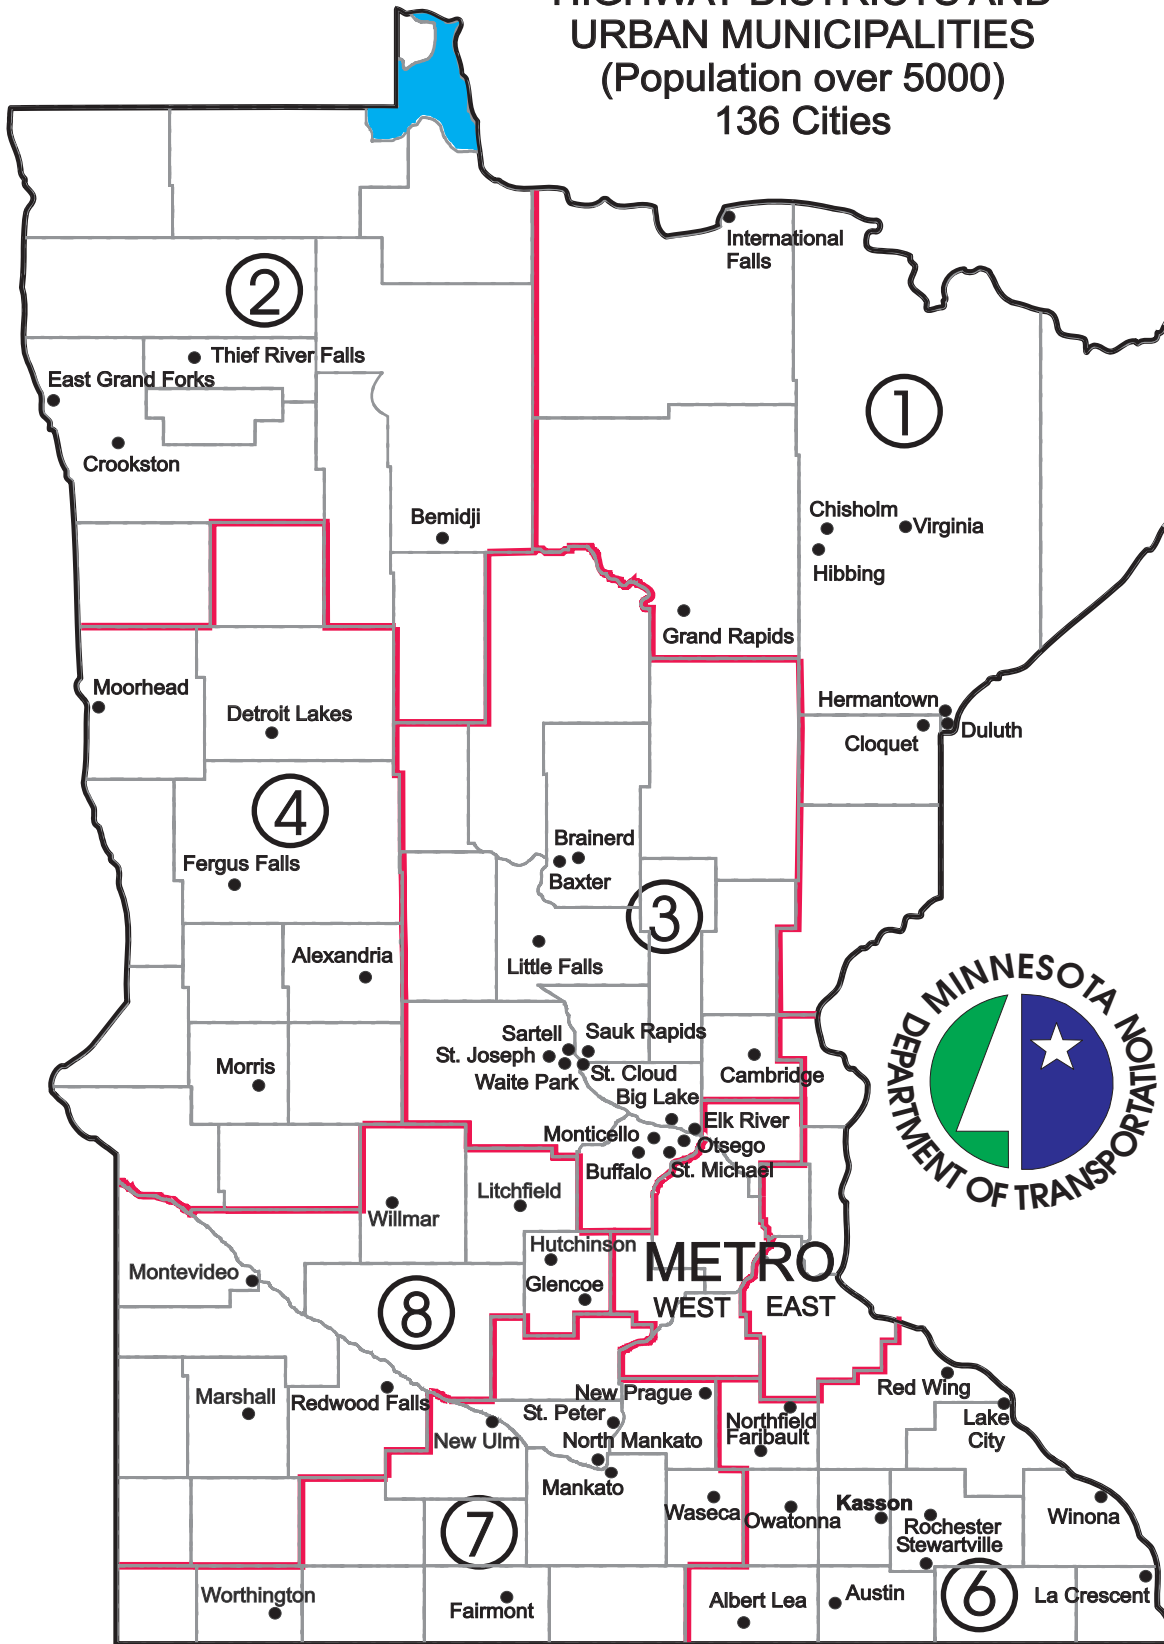 HIGHWAY DISTRICTS AND
URBAN MUNICIPALITIES
(Population over 5000)
136 Cities
International
Falls
2
Thief River Falls
East Grand Forks
Crookston
1
Bemidji
Chisholm
Virginia
Hibbing
Grand Rapids
Moorhead
Detroit Lakes
Hermantown
Duluth
Cloquet
4
Fergus Falls
Brainerd
Baxter
3
Alexandria
Little Falls
MINNESOTA
DEPARTMENT OF TRANSPORTATION
Sartell
Sauk Rapids
St. Joseph
Waite Park
St. Cloud
Morris
Cambridge
Big Lake
Elk River
Monticello
Otsego
Buffalo
St. Michael
Litchfield
Willmar
Hutchinson
METRO
Montevideo
Glencoe
WEST
EAST
8
Marshall
Redwood Falls
New Prague
Red Wing
St. Peter
Northfield
Lake
City
New Ulm
North Mankato
Faribault
Mankato
Waseca
Owatonna
Kasson
Rochester
Stewartville
Winona
7
6
Worthington
Fairmont
Albert Lea
Austin
La Crescent